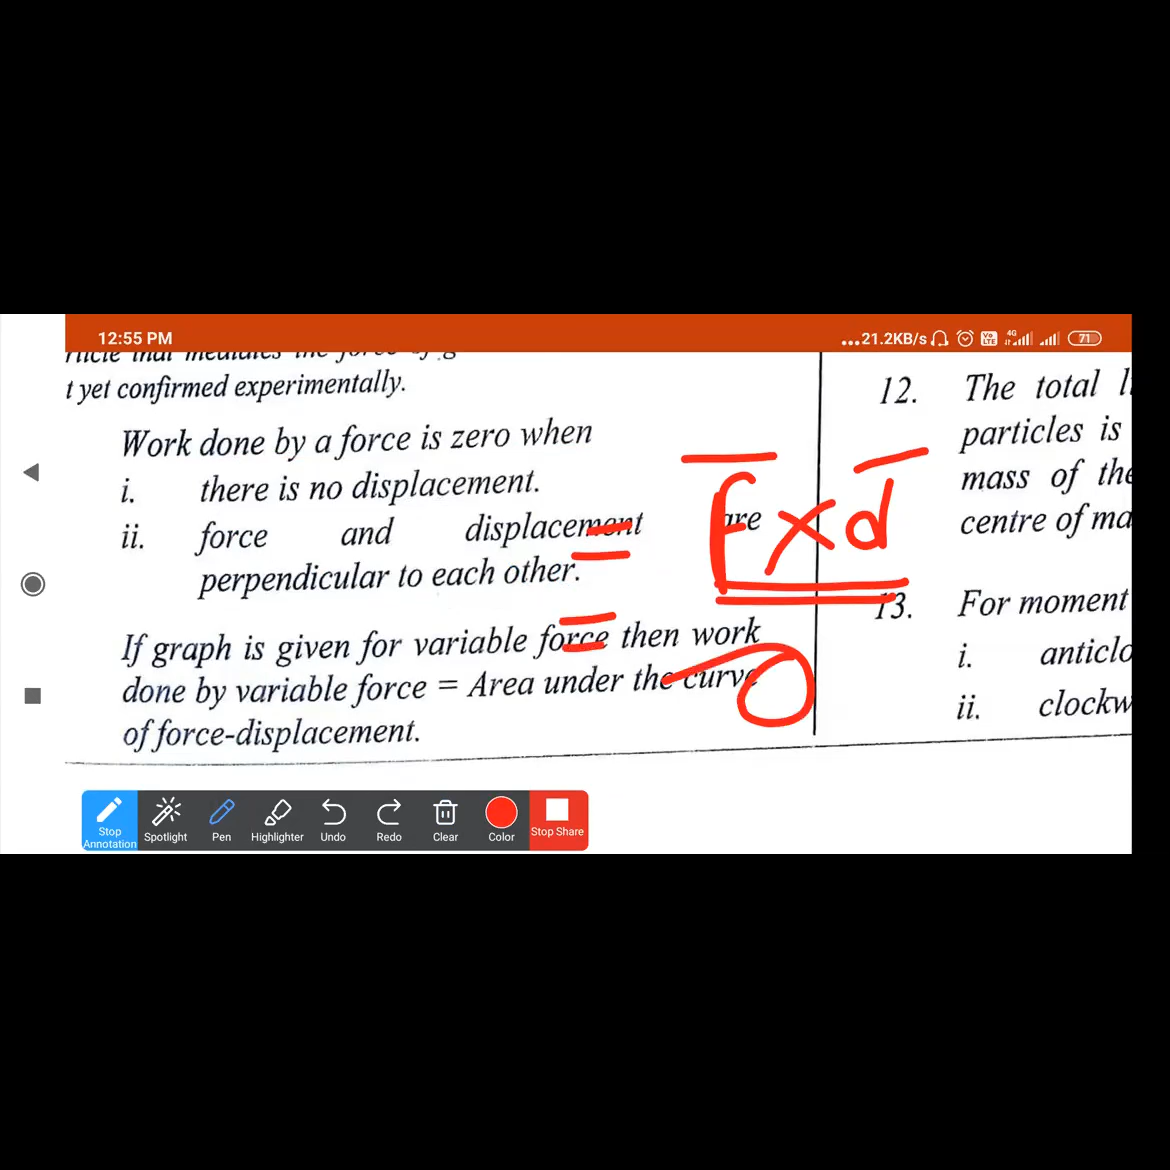 12:55 PM
...21.2KB/s Vo LTE 4G 71
t yet confirmed experimentally.
Work done by a force is zero when
i. there is no displacement.
ii. force and displacement are
perpendicular to each other.
If graph is given for variable force then work
done by variable force = Area under the curve
of force-displacement.
F × d
12. The total
particles is
mass of the
centre of ma
13. For moment
i. anticlo
ii. clockw
Stop Annotation
Spotlight
Pen
Highlighter
Undo
Redo
Clear
Color
Stop Share